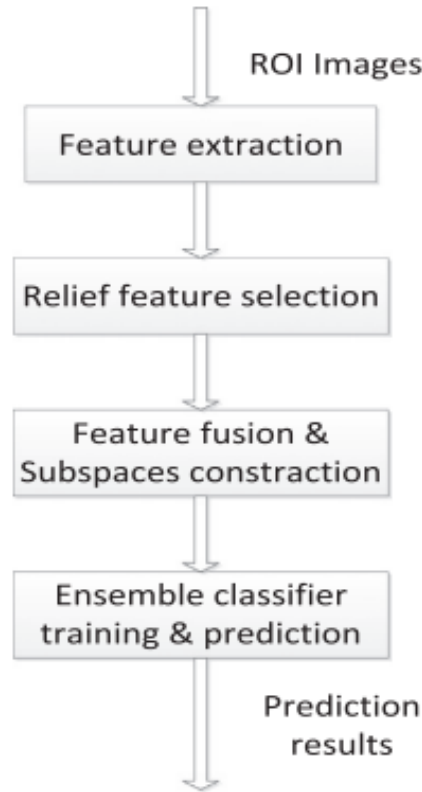 ROI Images
Feature extraction
Relief feature selection
Feature fusion &
Subspaces constraction
Ensemble classifier
training & prediction
Prediction
results